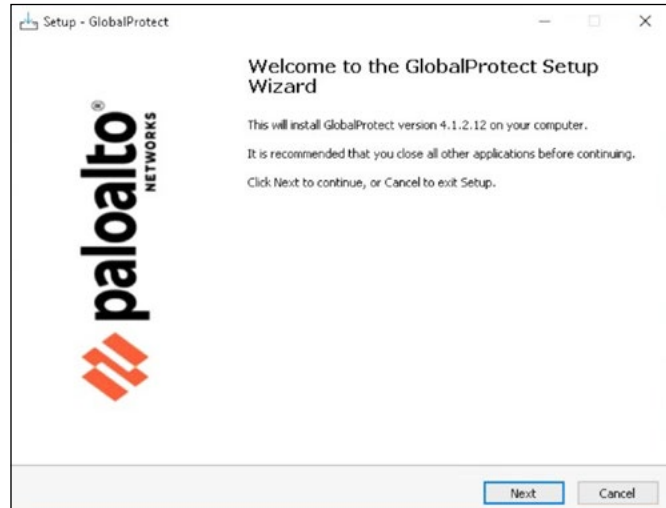 Setup - GlobalProtect
Welcome to the GlobalProtect Setup
Wizard
This will install GlobalProtect version 4.1.2.12 on your computer.
It is recommended that you close all other applications before continuing.
Click Next to continue, or Cancel to exit Setup.
paloalto®
NETWORKS
Next
Cancel